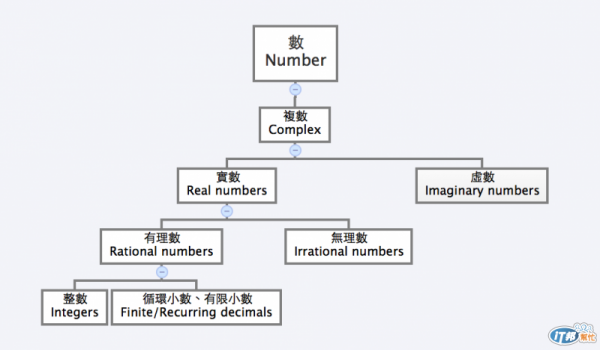 數
Number
複數
Complex
實數
Real numbers
虛數
Imaginary numbers
有理數
Rational numbers
無理數
Irrational numbers
整數
Integers
循環小數、有限小數
Finite/Recurring decimals
iT邦
幫忙